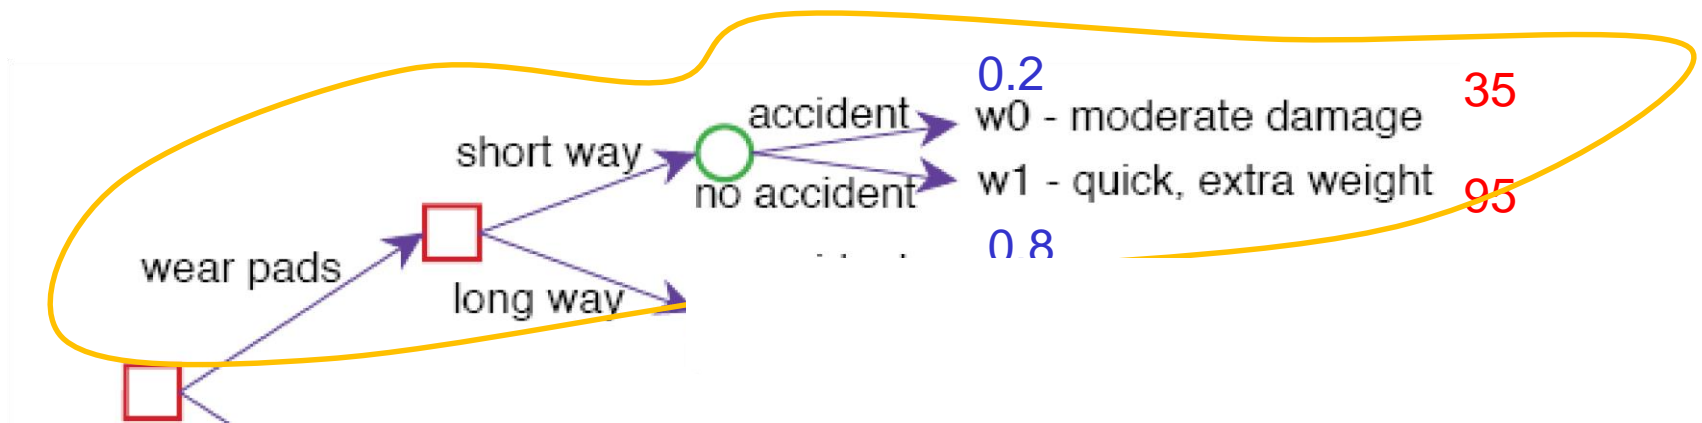 0.2
accident
w0 - moderate damage
35
short way
w1 - quick, extra weight
95
no accident
0.8
wear pads
long way